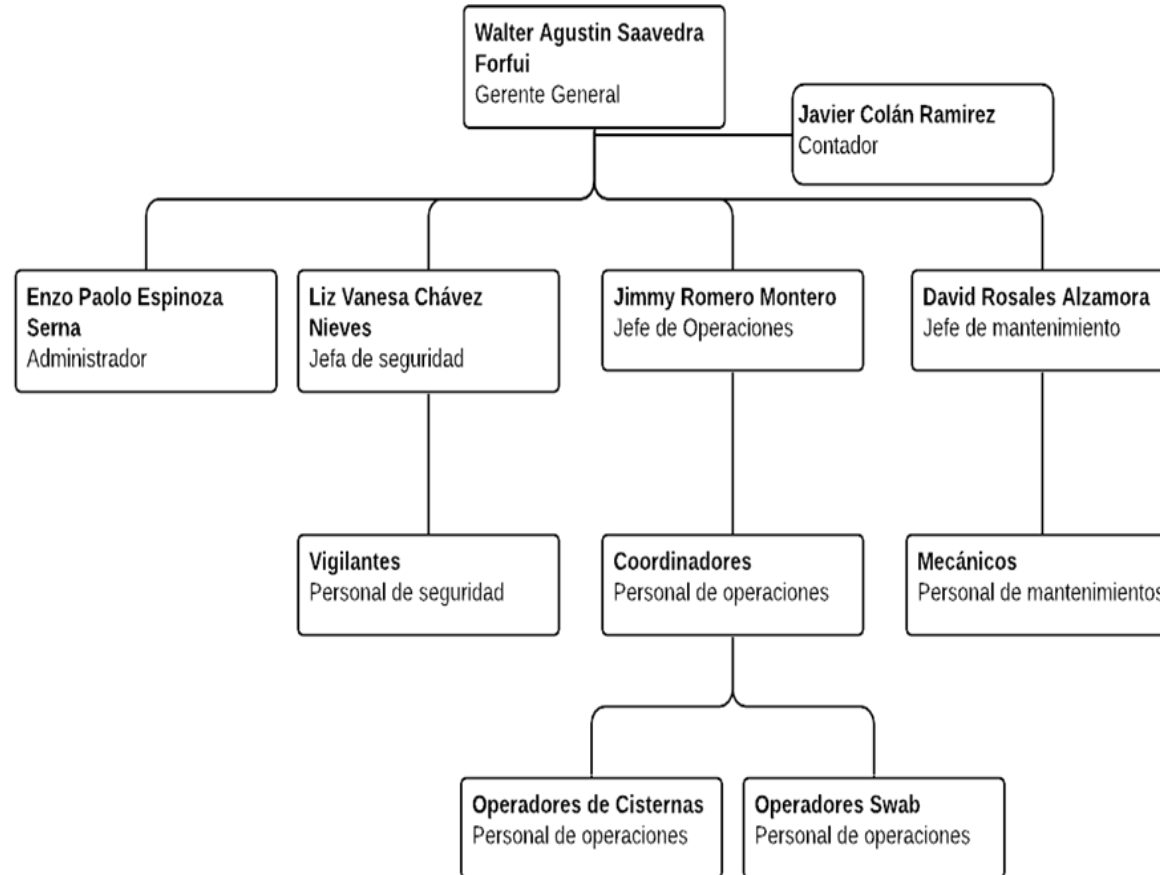 Walter Agustin Saavedra
Forfui
Gerente General
Javier Colán Ramirez
Contador
Enzo Paolo Espinoza
Serna
Administrador
Liz Vanesa Chávez
Nieves
Jefa de seguridad
Jimmy Romero Montero
Jefe de Operaciones
David Rosales Alzamora
Jefe de mantenimiento
Vigilantes
Personal de seguridad
Coordinadores
Personal de operaciones
Mecánicos
Personal de mantenimientos
Operadores de Cisternas
Personal de operaciones
Operadores Swab
Personal de operaciones